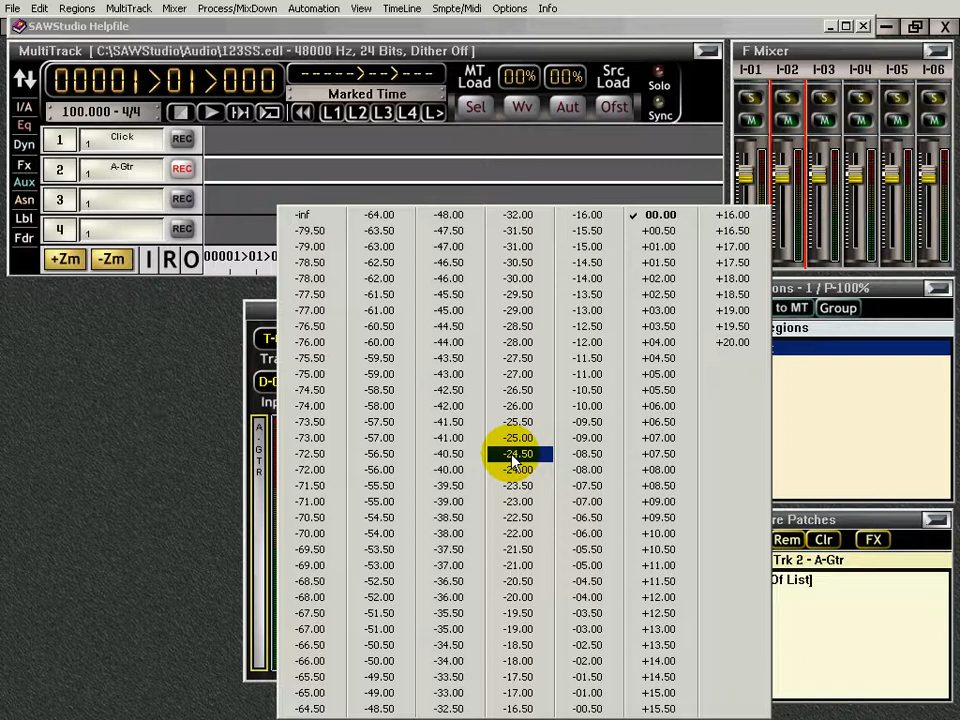 File Edit Regions MultiTrack Mixer Process/MixDown Automation View TimeLine Smpte/Midi Options Info
SAWStudio Helpfile
MultiTrack [ C:\SAWStudio\Audio\123SS.edl - 48000 Hz, 24 Bits, Dither Off ]
F Mixer
00001>01>000
----->-->---
Marked Time
MT Load 00% 00% Src Load
Solo
Sync
I-01 I-02 I-03 I-04 I-05 I-06
S S S S S S
M M M M M M
100.000 - 4/4
L1 L2 L3 L4 L>
Sel Wv Aut Ofst
I/A
Eq
Dyn
Fx
Aux
Asn
Lbl
Fdr
1 Click 1 REC
2 A-Gtr 1 REC
3 1 REC
4 1 REC
+Zm -Zm I R O 00001>01>0
-inf -64.00 -48.00 -32.00 -16.00 00.00 +16.00
-79.50 -63.50 -47.50 -31.50 -15.50 +00.50 +16.50
-79.00 -63.00 -47.00 -31.00 -15.00 +01.00 +17.00
-78.50 -62.50 -46.50 -30.50 -14.50 +01.50 +17.50
-78.00 -62.00 -46.00 -30.00 -14.00 +02.00 +18.00
-77.50 -61.50 -45.50 -29.50 -13.50 +02.50 +18.50
-77.00 -61.00 -45.00 -29.00 -13.00 +03.00 +19.00
-76.50 -60.50 -44.50 -28.50 -12.50 +03.50 +19.50
-76.00 -60.00 -44.00 -28.00 -12.00 +04.00 +20.00
-75.50 -59.50 -43.50 -27.50 -11.50 +04.50
-75.00 -59.00 -43.00 -27.00 -11.00 +05.00
-74.50 -58.50 -42.50 -26.50 -10.50 +05.50
-74.00 -58.00 -42.00 -26.00 -10.00 +06.00
-73.50 -57.50 -41.50 -25.50 -09.50 +06.50
-73.00 -57.00 -41.00 -25.00 -09.00 +07.00
-72.50 -56.50 -40.50 -24.50 -08.50 +07.50
-72.00 -56.00 -40.00 -24.00 -08.00 +08.00
-71.50 -55.50 -39.50 -23.50 -07.50 +08.50
-71.00 -55.00 -39.00 -23.00 -07.00 +09.00
-70.50 -54.50 -38.50 -22.50 -06.50 +09.50
-70.00 -54.00 -38.00 -22.00 -06.00 +10.00
-69.50 -53.50 -37.50 -21.50 -05.50 +10.50
-69.00 -53.00 -37.00 -21.00 -05.00 +11.00
-68.50 -52.50 -36.50 -20.50 -04.50 +11.50
-68.00 -52.00 -36.00 -20.00 -04.00 +12.00
-67.50 -51.50 -35.50 -19.50 -03.50 +12.50
-67.00 -51.00 -35.00 -19.00 -03.00 +13.00
-66.50 -50.50 -34.50 -18.50 -02.50 +13.50
-66.00 -50.00 -34.00 -18.00 -02.00 +14.00
-65.50 -49.50 -33.50 -17.50 -01.50 +14.50
-65.00 -49.00 -33.00 -17.00 -01.00 +15.00
-64.50 -48.50 -32.50 -16.50 -00.50 +15.50
ons - 1 / P-100%
to MT Group
egions
T-
Tra
D-0
Inp
A-GTR
re Patches
Rem Clr FX
Trk 2 - A-Gtr
Of List]